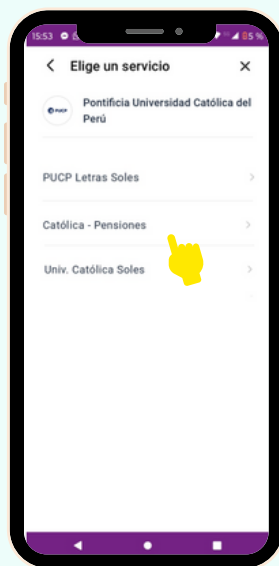 15:53 85%
Elige un servicio
PUCP Pontificia Universidad Católica del
Perú
PUCP Letras Soles
Católica - Pensiones
Univ. Católica Soles